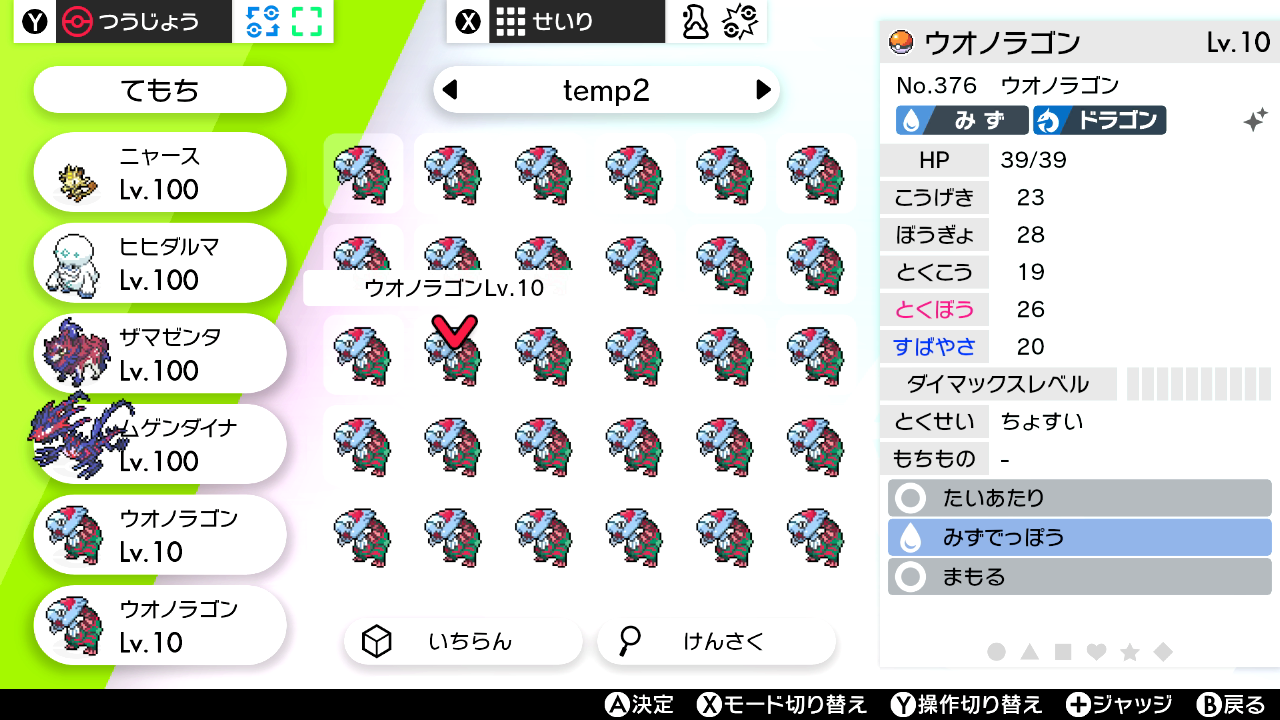 Y つうじょう
X せいり
てもち
ニャース
Lv.100
ヒヒダルマ
Lv.100
ザマゼンタ
Lv.100
ムゲンダイナ
Lv.100
ウオノラゴン
Lv.10
ウオノラゴン
Lv.10
temp2
ウオノラゴンLv.10
いちらん
けんさく
ウオノラゴン Lv.10
No.376 ウオノラゴン
みず ドラゴン
HP 39/39
こうげき 23
ぼうぎょ 28
とくこう 19
とくぼう 26
すばやさ 20
ダイマックスレベル
とくせい ちょすい
もちもの -
たいあたり
みずでっぽう
まもる
A決定 Xモード切り替え Y操作切り替え +ジャッジ B戻る